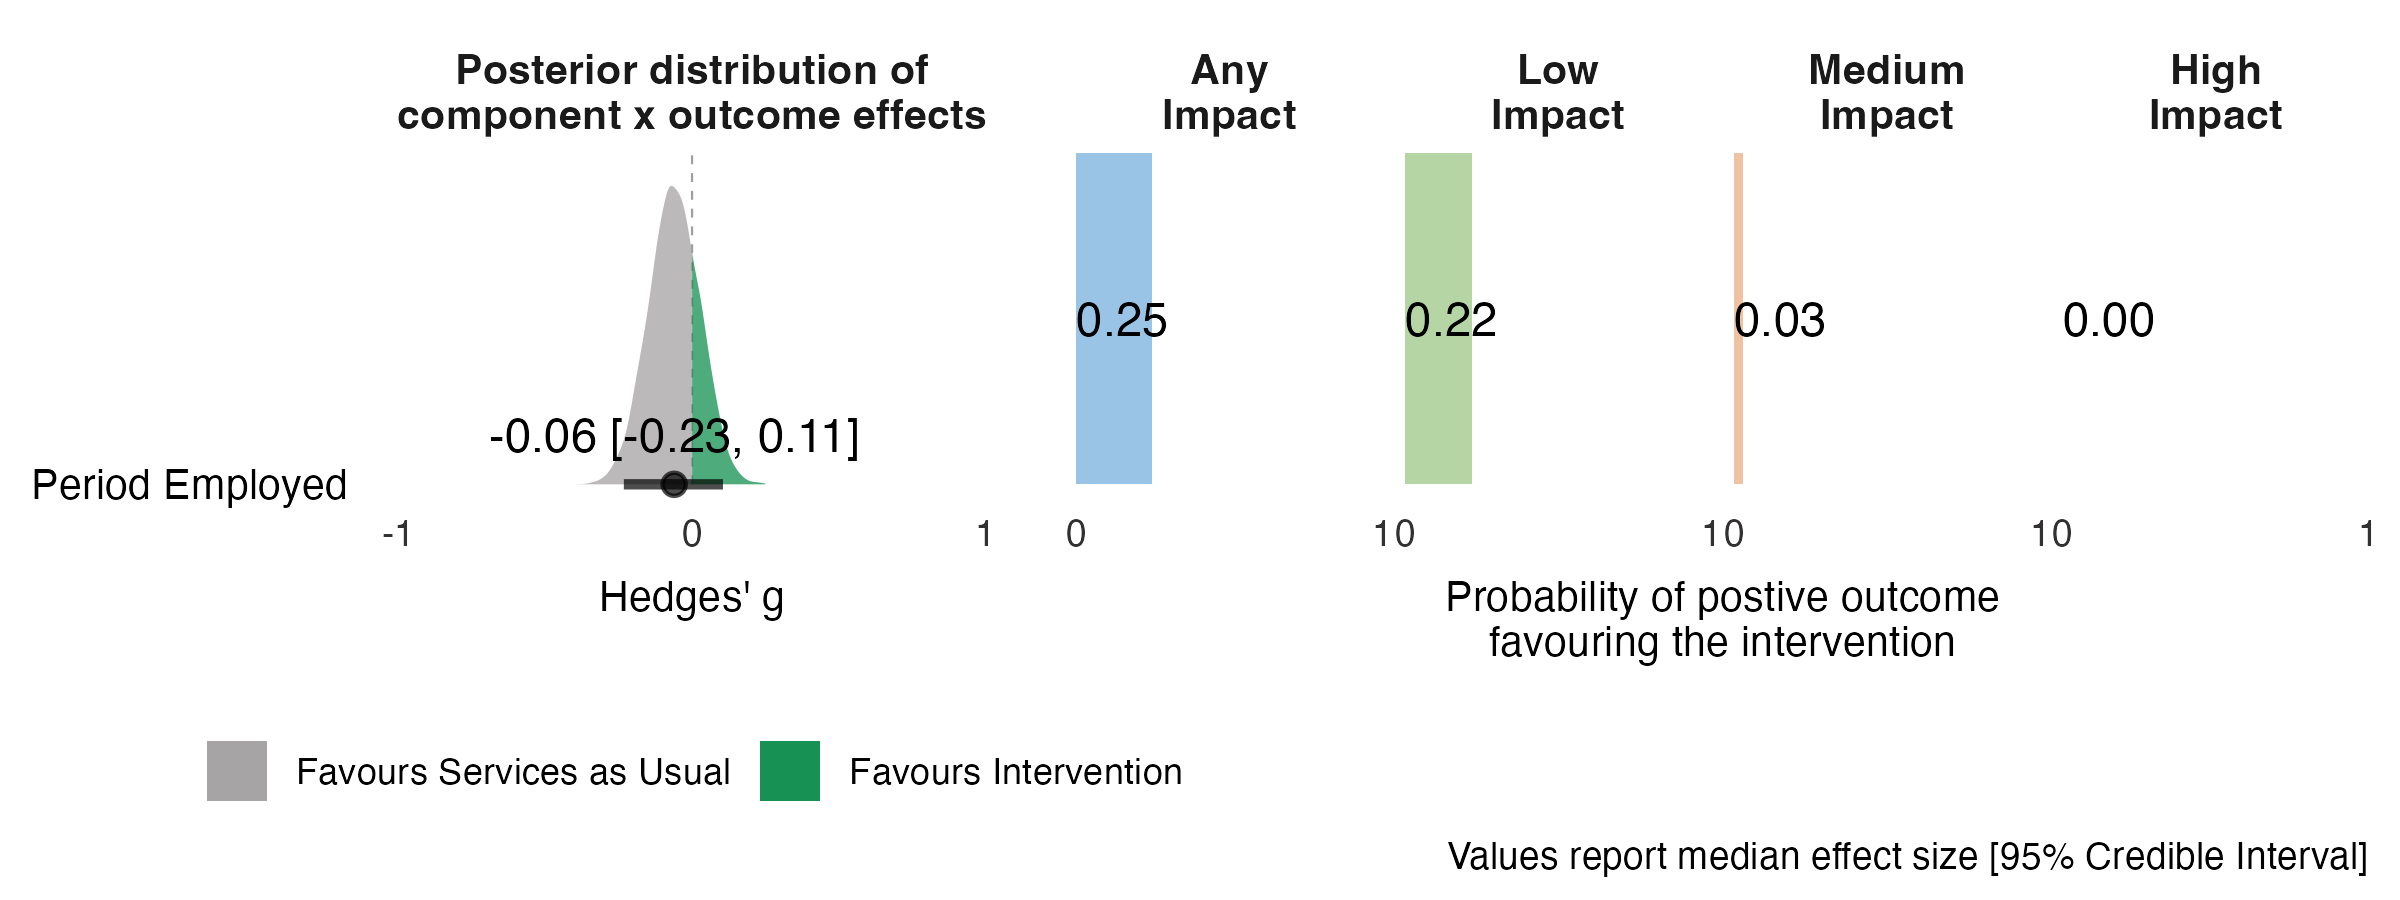 Posterior distribution of
component x outcome effects
Any
Impact
Low
Impact
Medium
Impact
High
Impact
0.25
0.22
0.03
0.00
-0.06 [-0.23, 0.11]
Period Employed
-1 0 1 0 10 10 10 1
Hedges' g
Probability of postive outcome
favouring the intervention
Favours Services as Usual
Favours Intervention
Values report median effect size [95% Credible Interval]